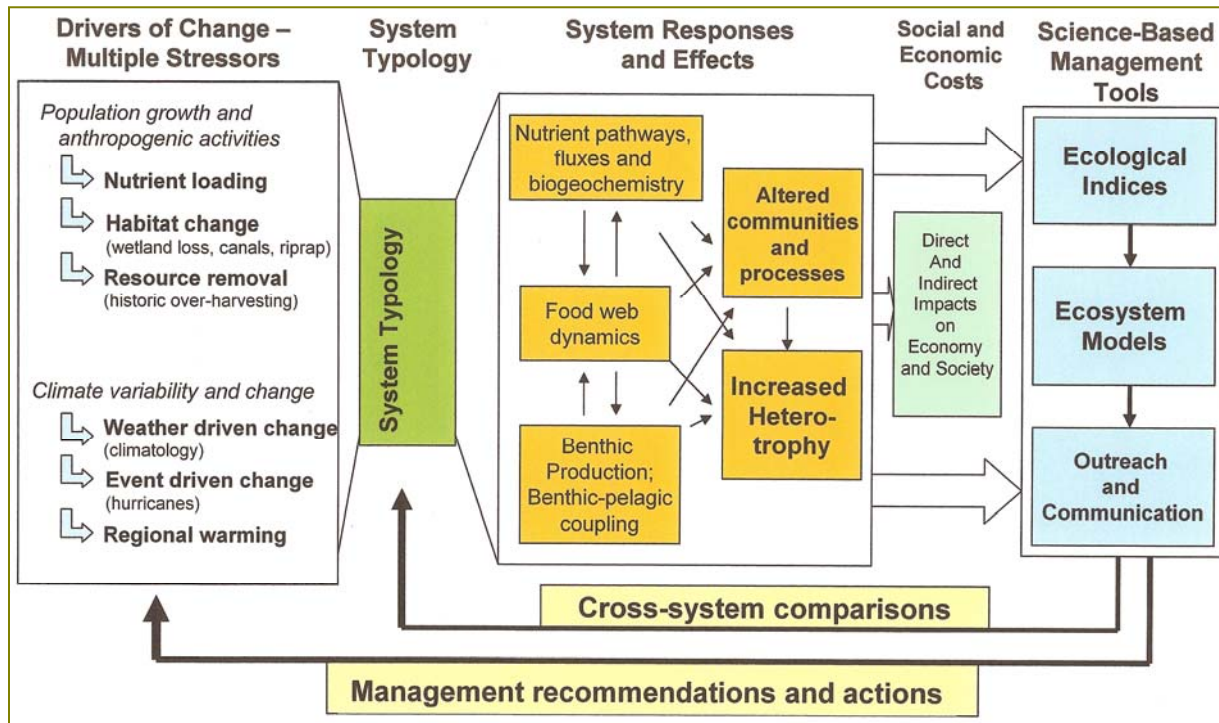 Drivers of Change –
Multiple Stressors
Population growth and
anthropogenic activities
Nutrient loading
Habitat change
(wetland loss, canals, riprap)
Resource removal
(historic over-harvesting)
Climate variability and change
Weather driven change
(climatology)
Event driven change
(hurricanes)
Regional warming
System
Typology
System Typology
System Responses
and Effects
Nutrient pathways,
fluxes and
biogeochemistry
Food web
dynamics
Benthic
Production;
Benthic-pelagic
coupling
Altered
communities
and
processes
Increased
Hetero-
trophy
Social and
Economic
Costs
Direct
And
Indirect
Impacts
on
Economy
and Society
Science-Based
Management
Tools
Ecological
Indices
Ecosystem
Models
Outreach
and
Communication
Cross-system comparisons
Management recommendations and actions